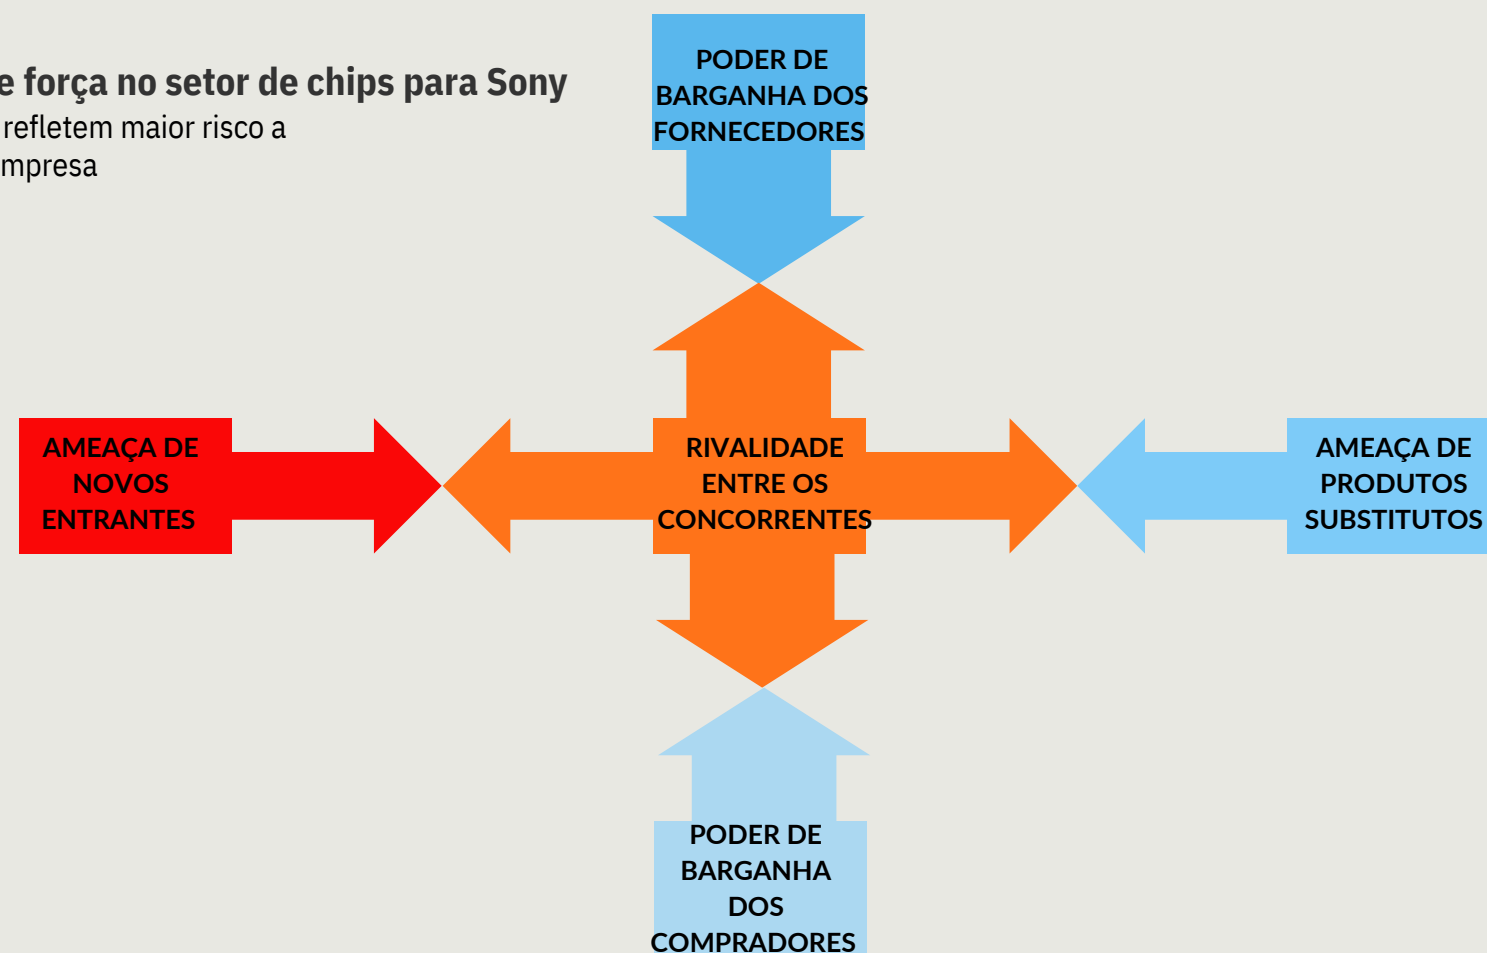 e força no setor de chips para Sony
refletem maior risco a
mpresa
PODER DE
BARGANHA DOS
FORNECEDORES
AMEAÇA DE
NOVOS
ENTRANTES
RIVALIDADE
ENTRE OS
CONCORRENTES
AMEAÇA DE
PRODUTOS
SUBSTITUTOS
PODER DE
BARGANHA
DOS
COMPRADORES